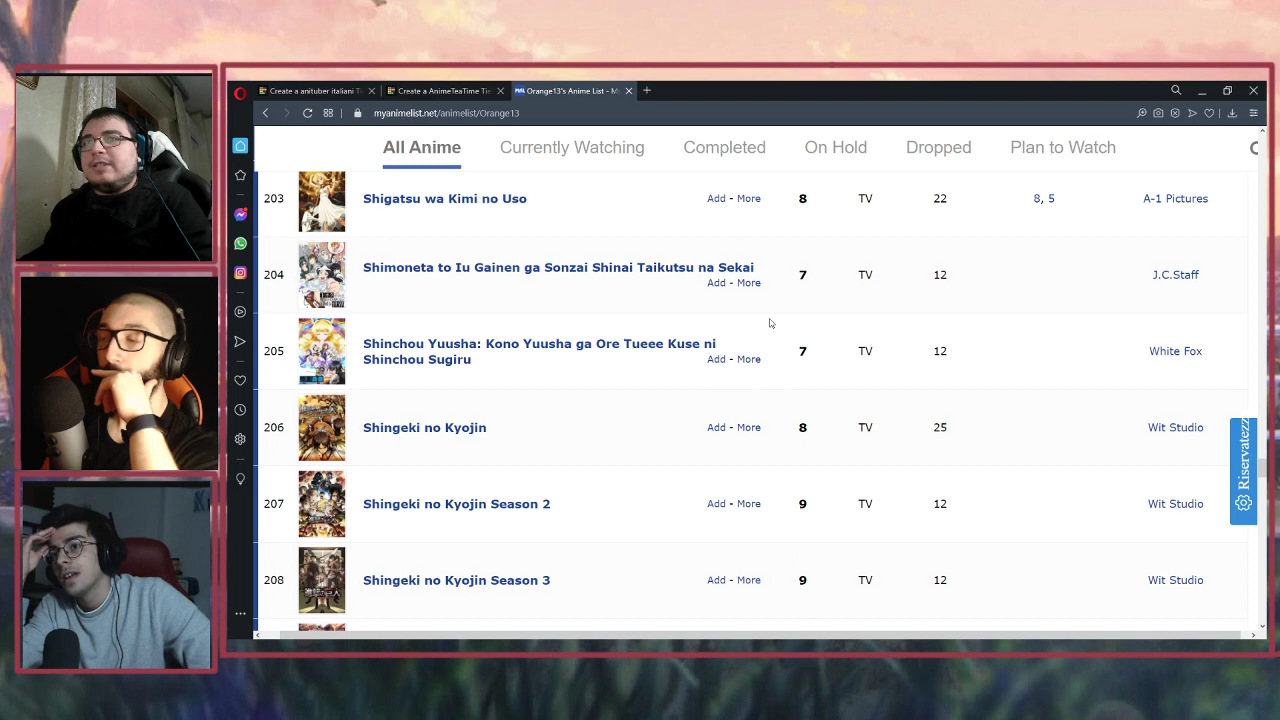 Create a anituber italiani T
Create a AnimeTeaTime Tie
Orange13's Anime List - My
myanimelist.net/animelist/Orange13
All Anime Currently Watching Completed On Hold Dropped Plan to Watch
203 Shigatsu wa Kimi no Uso Add - More 8 TV 22 8, 5 A-1 Pictures
204 Shimoneta to Iu Gainen ga Sonzai Shinai Taikutsu na Sekai
Add - More 7 TV 12 J.C.Staff
205 Shinchou Yuusha: Kono Yuusha ga Ore Tueee Kuse ni
Shinchou Sugiru Add - More 7 TV 12 White Fox
206 Shingeki no Kyojin Add - More 8 TV 25 Wit Studio
207 Shingeki no Kyojin Season 2 Add - More 9 TV 12 Wit Studio
208 Shingeki no Kyojin Season 3 Add - More 9 TV 12 Wit Studio
Riservatezz